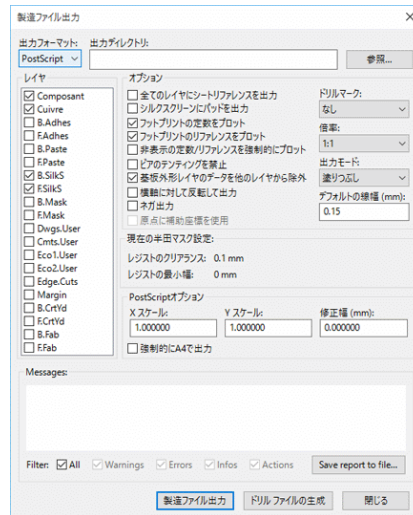 製造ファイル出力
出力フォーマット: 出力ディレクトリ:
PostScript 参照...
レイヤ オプション
Composant
Cuivre
B.Adhes
F.Adhes
B.Paste
F.Paste
B.SilkS
F.SilkS
B.Mask
F.Mask
Dwgs.User
Cmts.User
Eco1.User
Eco2.User
Edge.Cuts
Margin
B.CrtYd
F.CrtYd
B.Fab
F.Fab
全てのレイヤにシートリファレンスを出力
シルクスクリーンにパッドを出力
フットプリントの定数をプロット
フットプリントのリファレンスをプロット
非表示の定数/リファレンスを強制的にプロット
ビアのテンティングを禁止
基板外形レイヤのデータを他のレイヤから除外
横軸に対して反転して出力
ネガ出力
原点に補助座標を使用
ドリルマーク:
なし
倍率:
1:1
出力モード:
塗りつぶし
デフォルトの線幅 (mm):
0.15
現在の半田マスク設定:
レジストのクリアランス: 0.1 mm
レジストの最小幅: 0 mm
PostScriptオプション
X スケール: Y スケール: 修正幅 (mm):
1.000000 1.000000 0.000000
強制的にA4で出力
Messages:
Filter: All Warnings Errors Infos Actions Save report to file...
製造ファイル出力 ドリル ファイルの生成 閉じる